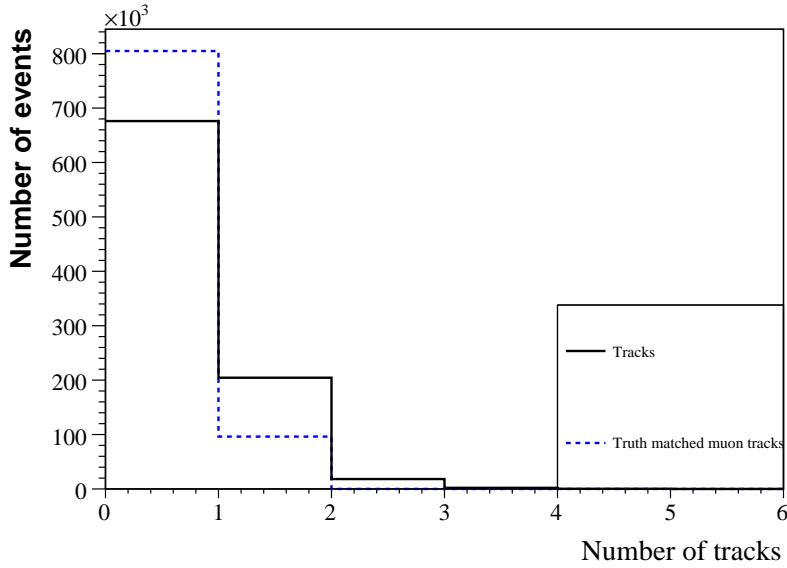 ×10³
800
700
600
500
400
300
200
100
0
Number of events
Tracks
Truth matched muon tracks
0 1 2 3 4 5 6
Number of tracks